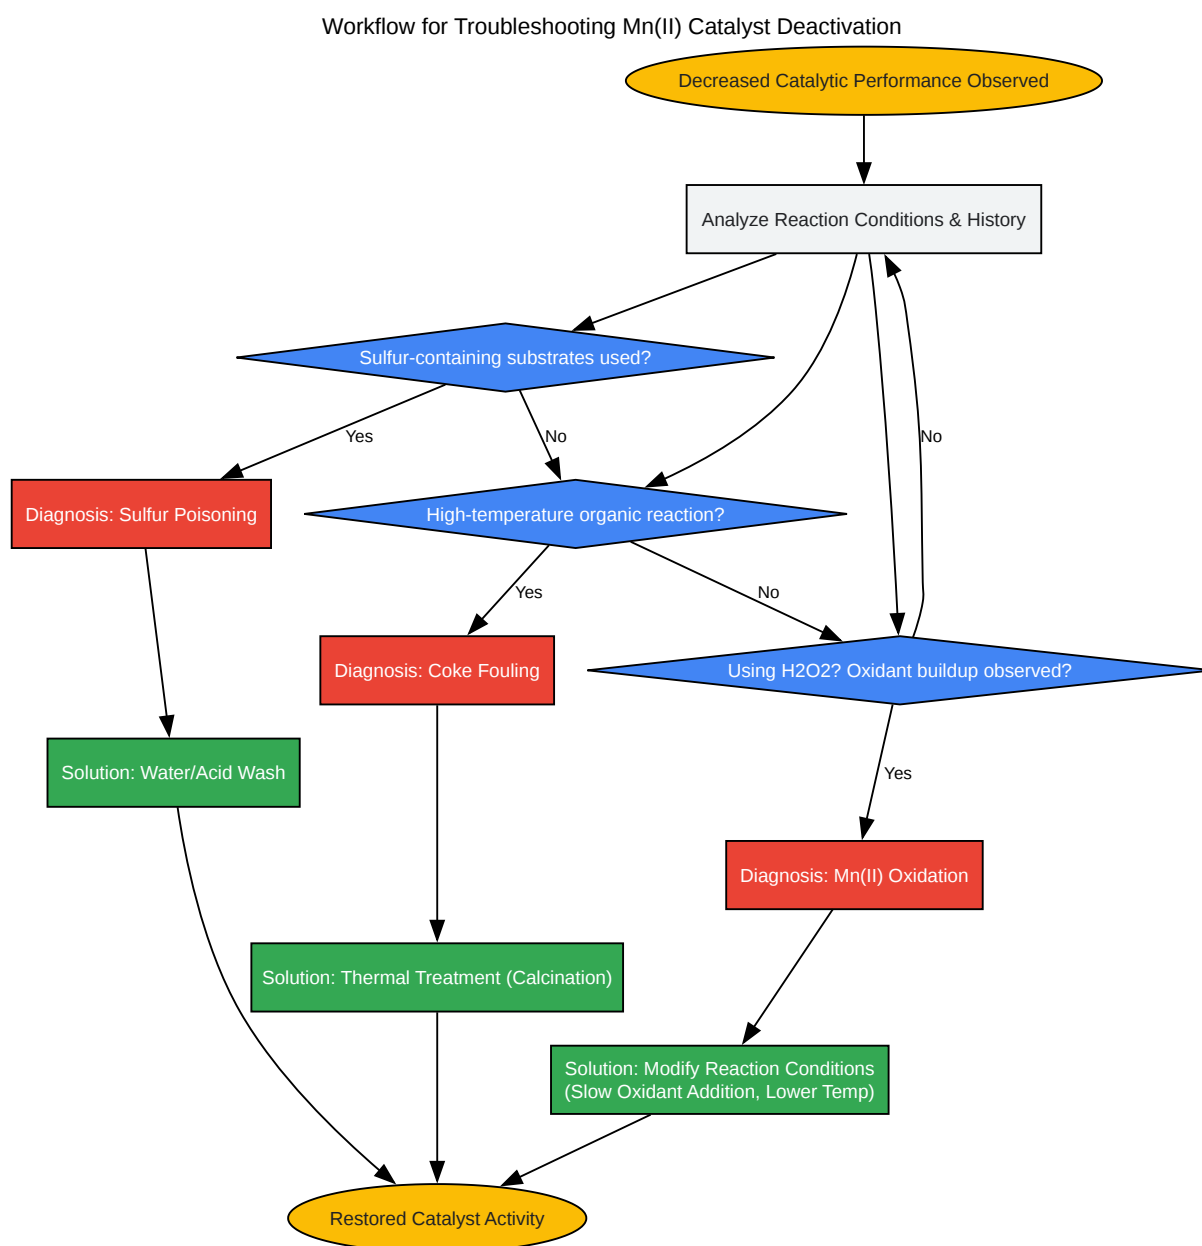 Workflow for Troubleshooting Mn(II) Catalyst Deactivation
Decreased Catalytic Performance Observed
Analyze Reaction Conditions & History
Sulfur-containing substrates used?
Yes
No
No
Diagnosis: Sulfur Poisoning
High-temperature organic reaction?
Yes
No
Diagnosis: Coke Fouling
Using H2O2? Oxidant buildup observed?
Solution: Water/Acid Wash
Yes
Diagnosis: Mn(II) Oxidation
Solution: Thermal Treatment (Calcination)
Solution: Modify Reaction Conditions
(Slow Oxidant Addition, Lower Temp)
Restored Catalyst Activity